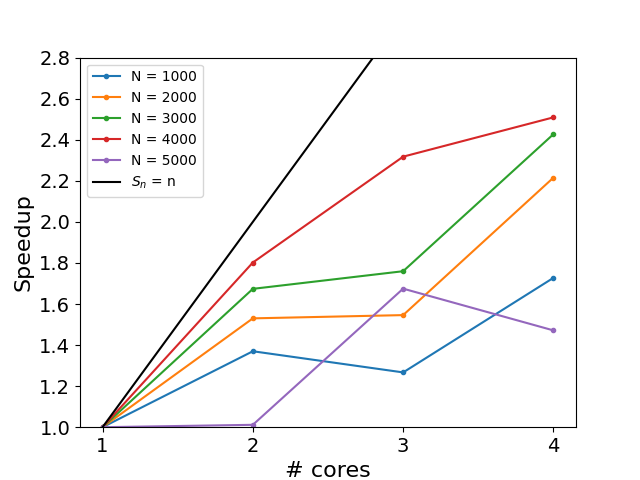 N = 1000
N = 2000
N = 3000
N = 4000
N = 5000
Sn = n
Speedup
2.8
2.6
2.4
2.2
2.0
1.8
1.6
1.4
1.2
1.0
1 2 3 4
# cores